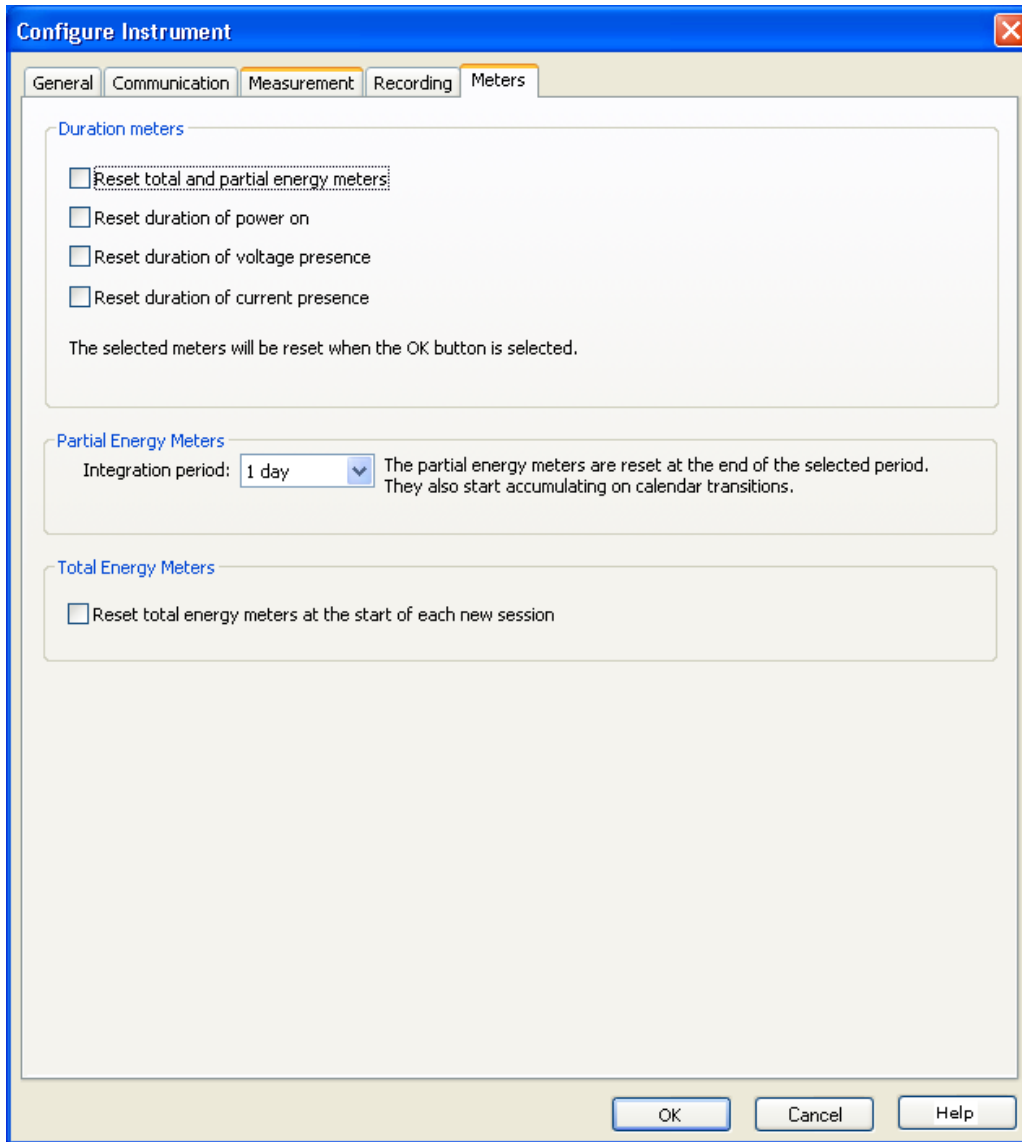 Configure Instrument
General Communication Measurement Recording Meters
Duration meters
Reset total and partial energy meters
Reset duration of power on
Reset duration of voltage presence
Reset duration of current presence
The selected meters will be reset when the OK button is selected.
Partial Energy Meters
Integration period: 1 day The partial energy meters are reset at the end of the selected period.
They also start accumulating on calendar transitions.
Total Energy Meters
Reset total energy meters at the start of each new session
OK Cancel Help